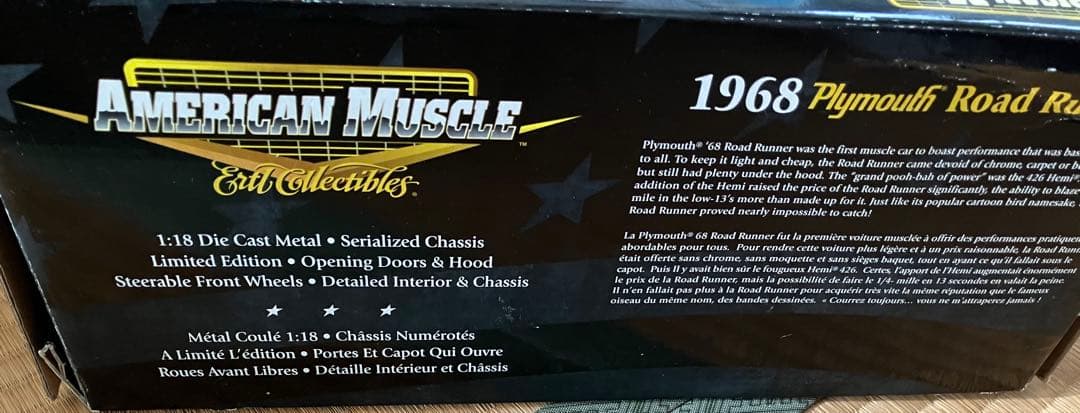 AMERICAN MUSCLE
TM
Ertl Collectibles
1:18 Die Cast Metal • Serialized Chassis
Limited Edition • Opening Doors & Hood
Steerable Front Wheels • Detailed Interior & Chassis
Métal Coulé 1:18 • Châssis Numérotés
A Limité L'édition • Portes Et Capot Qui Ouvre
Roues Avant Libres • Détaille Intérieur et Châssis
1968 Plymouth® Road Ru
Plymouth® '68 Road Runner was the first muscle car to boast performance that was bas
to all. To keep it light and cheap, the Road Runner came devoid of chrome, carpet or b
but still had plenty under the hood. The "grand pooh-bah of power" was the 426 Hemi®
addition of the Hemi raised the price of the Road Runner significantly, the ability to blaze
mile in the low-13's more than made up for it. Just like its popular cartoon bird namesake,
Road Runner proved nearly impossible to catch!
La Plymouth® 68 Road Runner fut la première voiture musclée à offrir des performances pratiquem
abordables pour tous. Pour rendre cette voiture plus légère et à un prix raisonnable, la Road Runn
était offerte sans chrome, sans moquette et sans sièges baquet, tout en ayant ce qu'il fallait sous le
capot. Puis Il y avait bien sûr le fougueux Hemi® 426. Certes, l'apport de l'Hemi augmentait énormément
le prix de la Road Runner, mais la possibilité de faire le 1/4- mille en 13 secondes en valait la peine.
Il n'en fallait pas plus à la Road Runner pour acquérir très vite la même réputation que le fameux
oiseau du même nom, des bandes dessinées. « Courrez toujours... vous ne m'attraperez jamais !